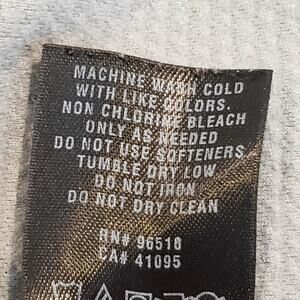 MACHINE WASH COLD
WITH LIKE COLORS.
NON CHLORINE BLEACH
ONLY AS NEEDED
DO NOT USE SOFTENERS
TUMBLE DRY LOW
DO NOT IRON
DO NOT DRY CLEAN
RN# 96518
CA# 41095